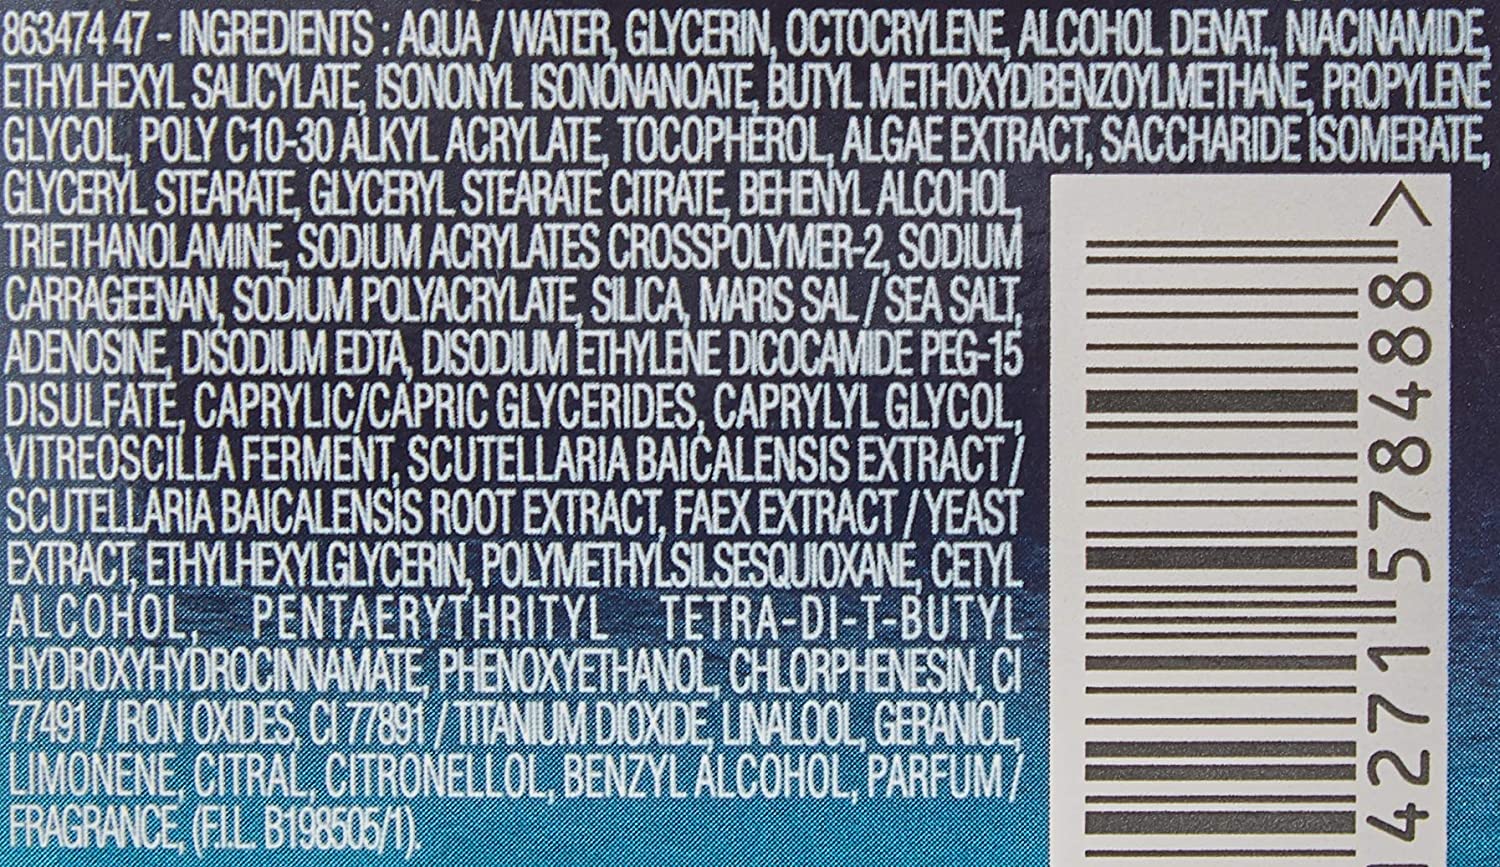 863474 47 - INGREDIENTS : AQUA / WATER, GLYCERIN, OCTOCRYLENE, ALCOHOL DENAT., NIACINAMIDE,
ETHYLHEXYL SALICYLATE, ISONONYL ISONONANOATE, BUTYL METHOXYDIBENZOYLMETHANE, PROPYLENE
GLYCOL, POLY C10-30 ALKYL ACRYLATE, TOCOPHEROL, ALGAE EXTRACT, SACCHARIDE ISOMERATE,
GLYCERYL STEARATE, GLYCERYL STEARATE CITRATE, BEHENYL ALCOHOL,
TRIETHANOLAMINE, SODIUM ACRYLATES CROSSPOLYMER-2, SODIUM
CARRAGEENAN, SODIUM POLYACRYLATE, SILICA, MARIS SAL / SEA SALT,
ADENOSINE, DISODIUM EDTA, DISODIUM ETHYLENE DICOCAMIDE PEG-15
DISULFATE, CAPRYLIC/CAPRIC GLYCERIDES, CAPRYLYL GLYCOL,
VITREOSCILLA FERMENT, SCUTELLARIA BAICALENSIS EXTRACT /
SCUTELLARIA BAICALENSIS ROOT EXTRACT, FAEX EXTRACT / YEAST
EXTRACT, ETHYLHEXYLGLYCERIN, POLYMETHYLSILSESQUIOXANE, CETYL
ALCOHOL, PENTAERYTHRITYL TETRA-DI-T-BUTYL
HYDROXYHYDROCINNAMATE, PHENOXYETHANOL, CHLORPHENESIN, CI
77491 / IRON OXIDES, CI 77891 / TITANIUM DIOXIDE, LINALOOL, GERANIOL,
LIMONENE, CITRAL, CITRONELLOL, BENZYL ALCOHOL, PARFUM /
FRAGRANCE, (F.I.L. B198505/1).
4271 578488 >